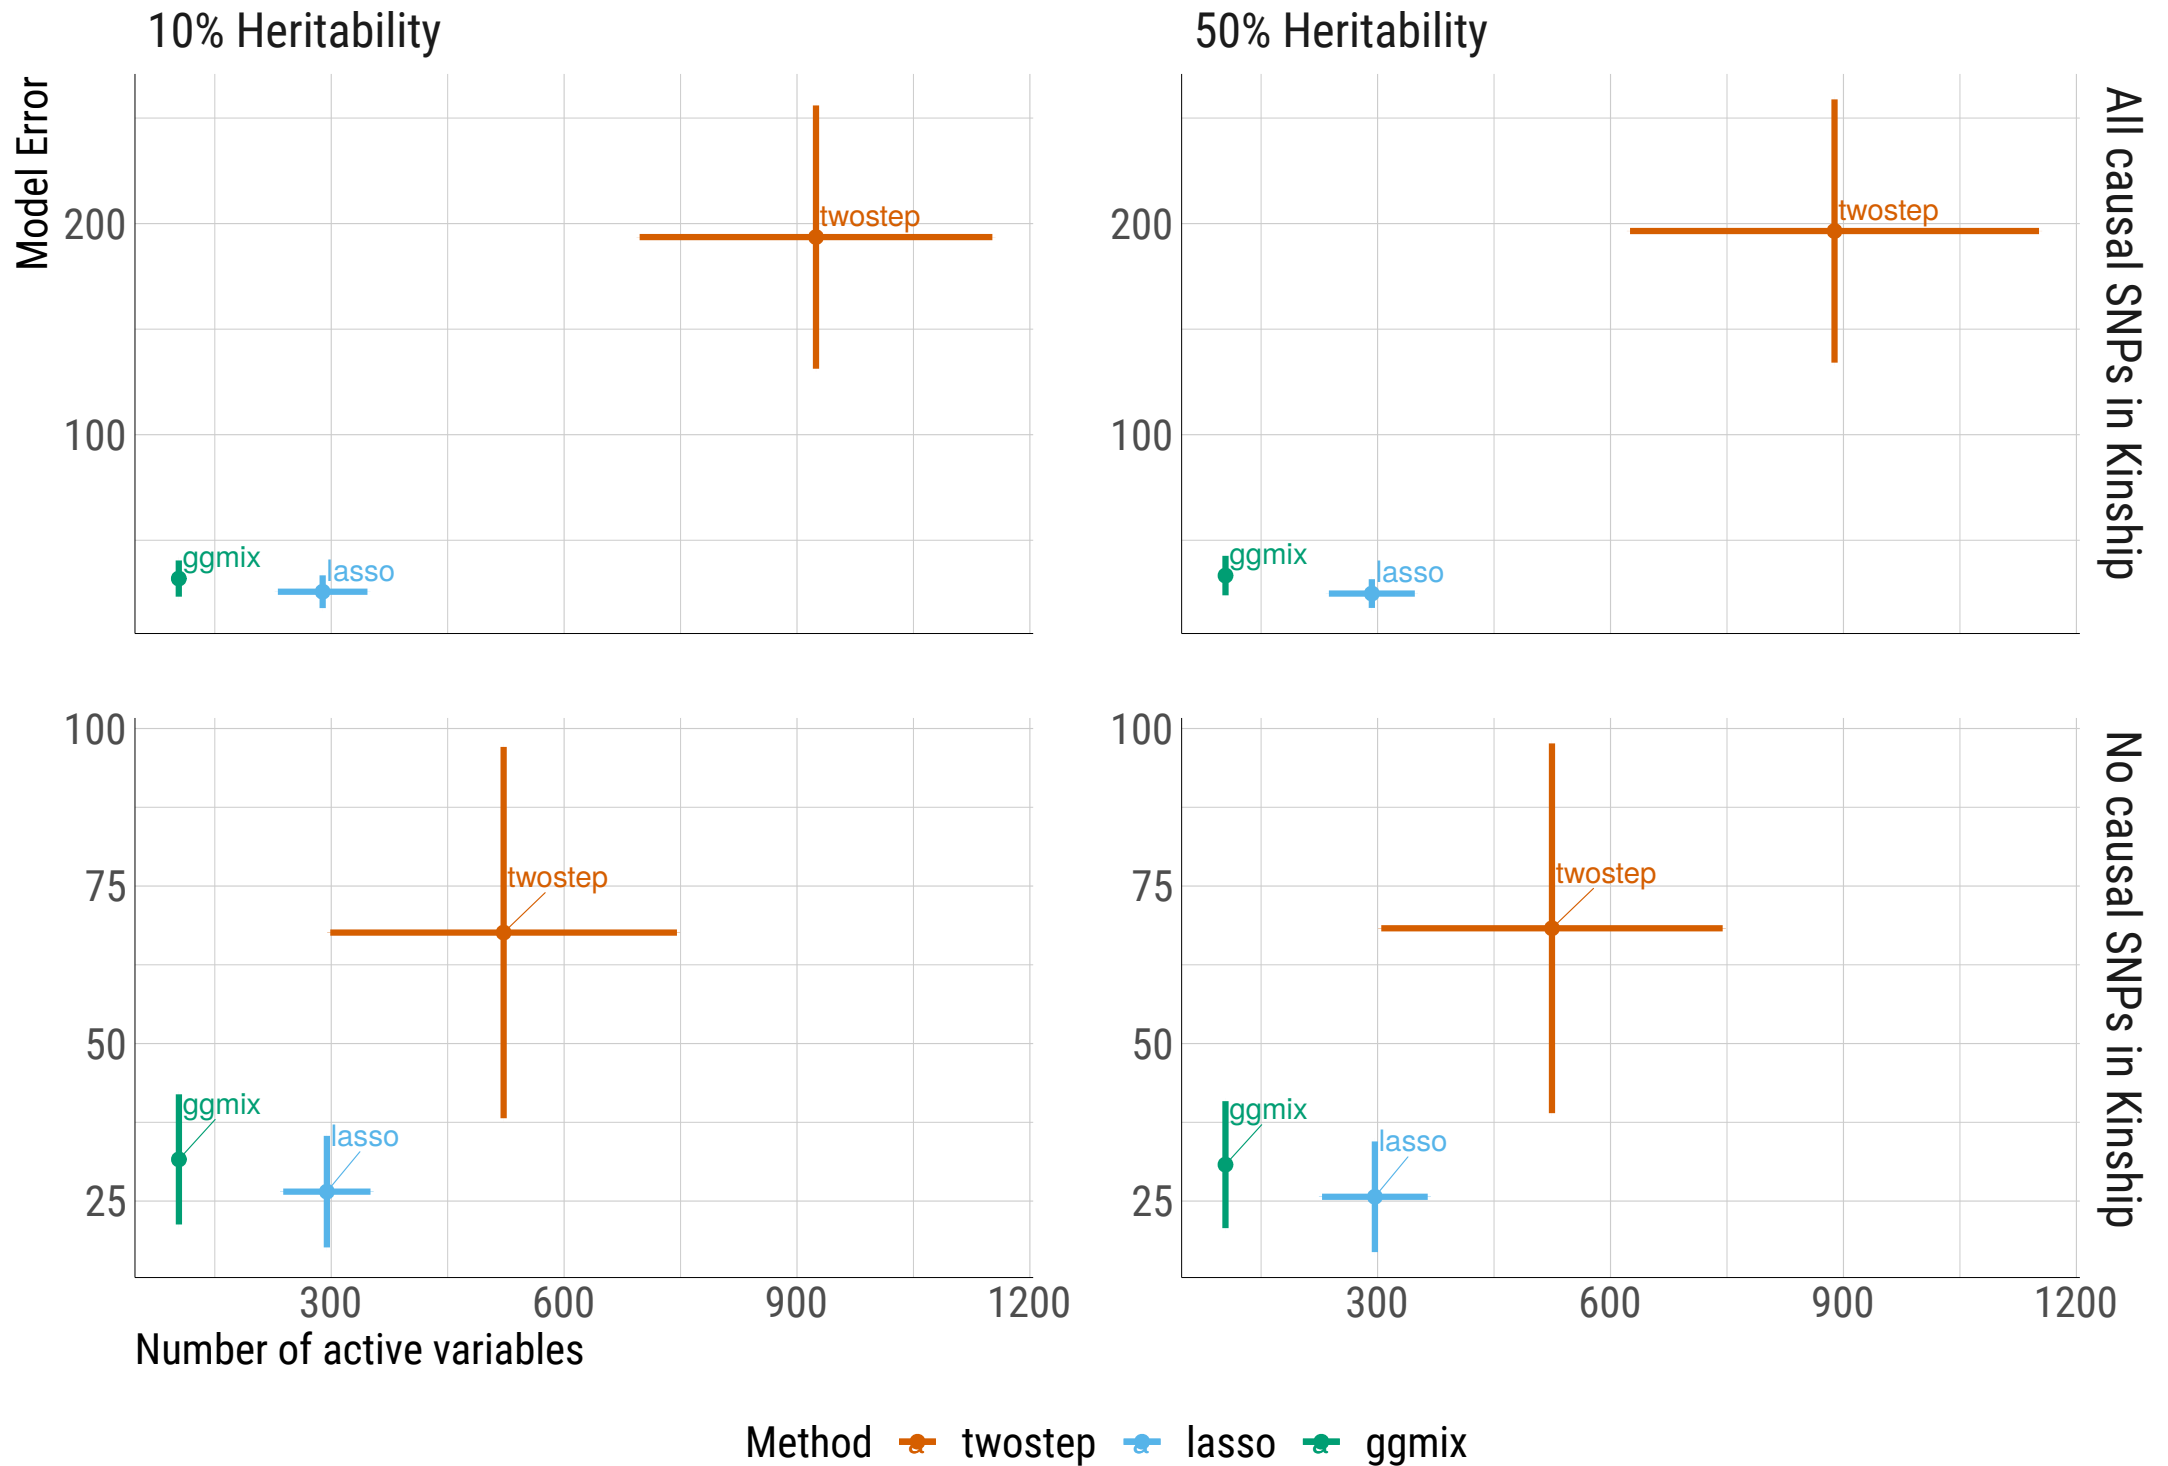 10% Heritability
50% Heritability
Model Error
200
100
twostep
ggmix
lasso
200
100
twostep
ggmix
lasso
All causal SNPs in Kinship
100
75
50
25
twostep
ggmix
lasso
100
75
50
25
twostep
ggmix
lasso
No causal SNPs in Kinship
300 600 900 1200
300 600 900 1200
Number of active variables
Method a twostep a lasso a ggmix